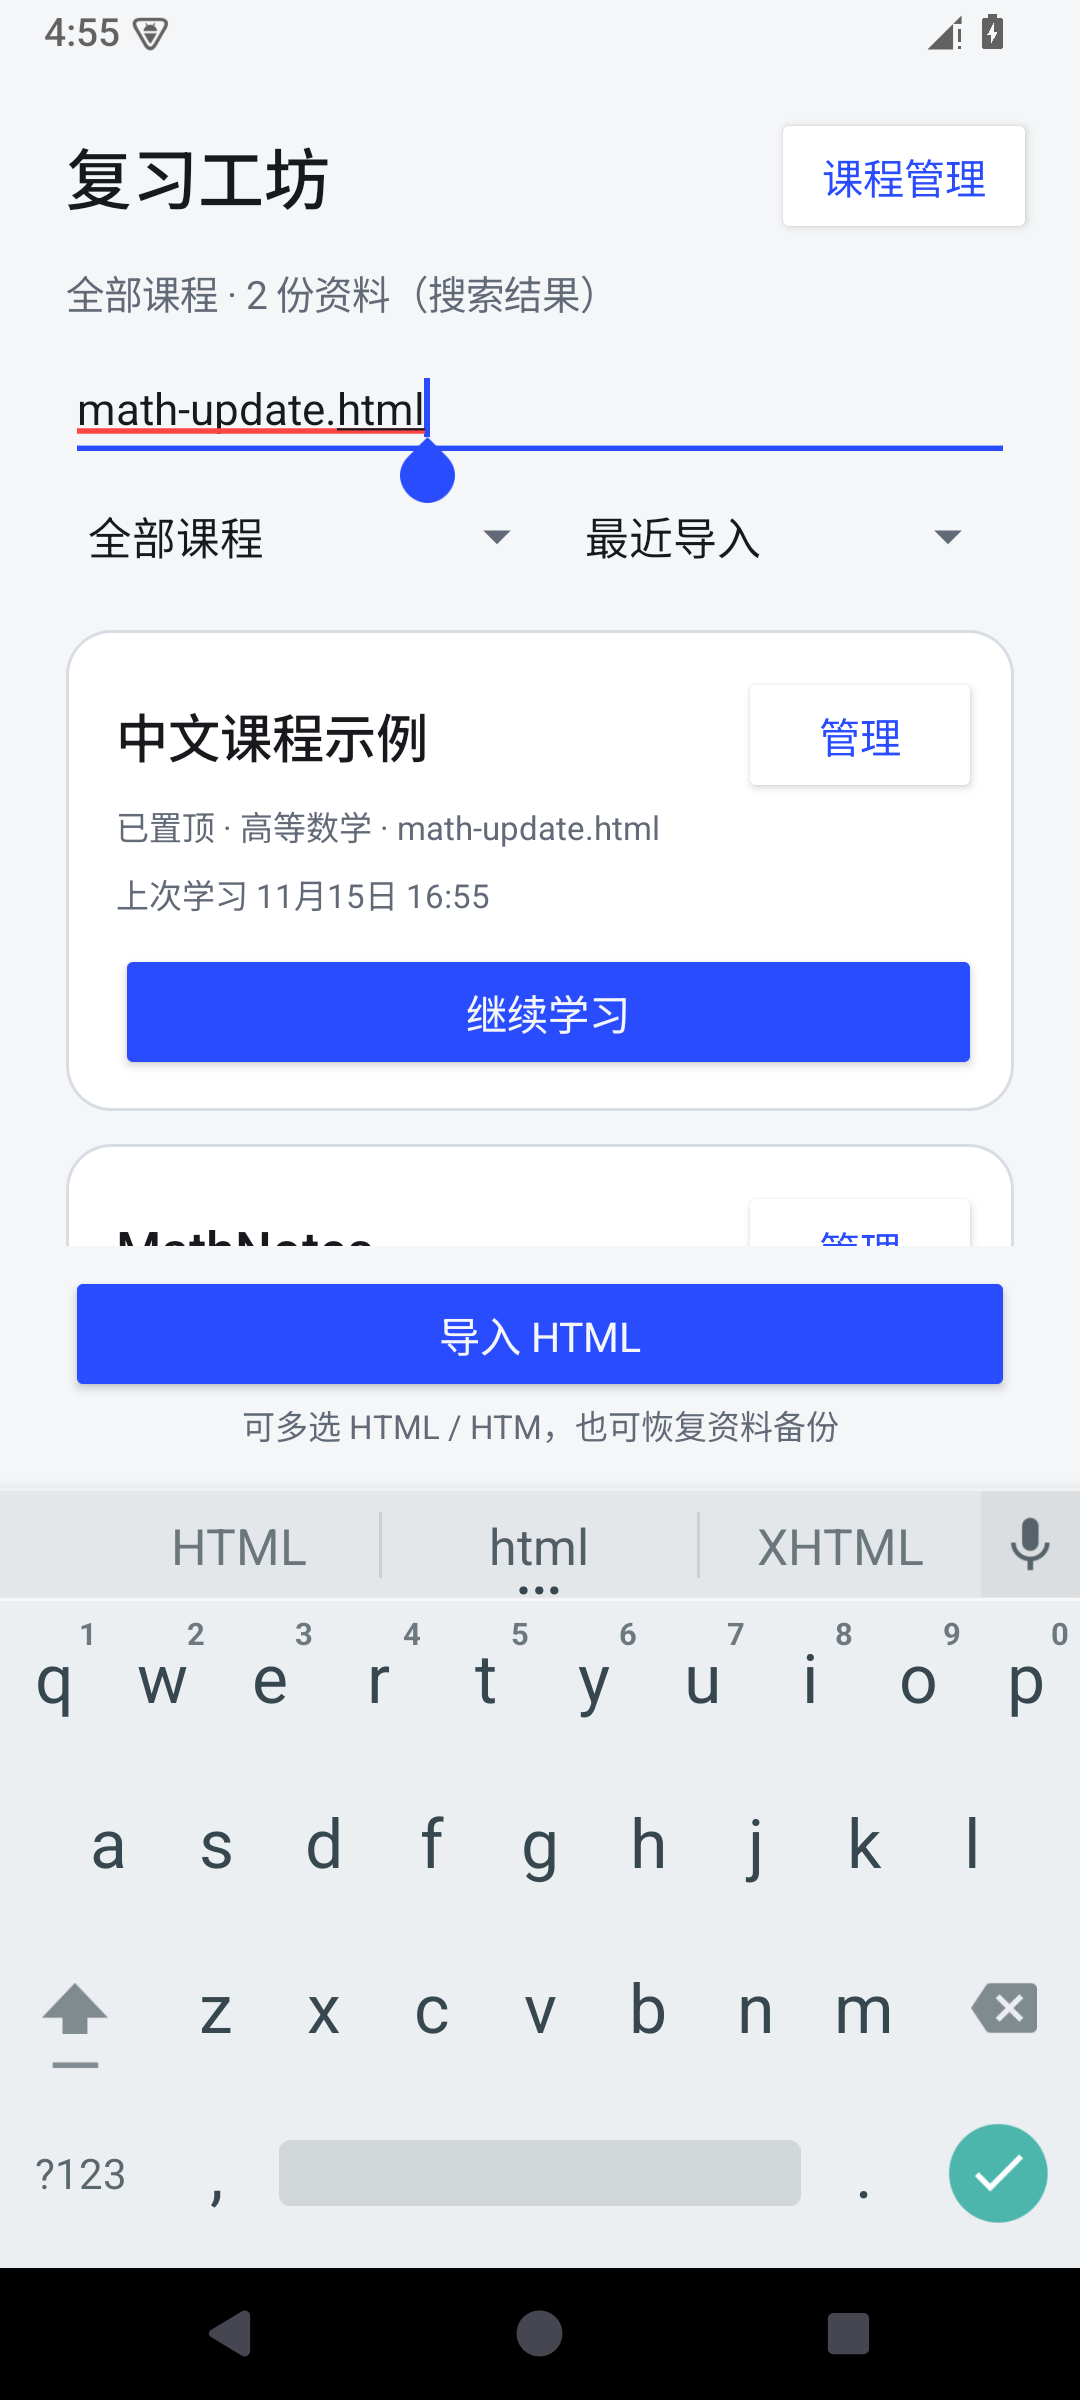 4:55
复习工坊
课程管理
全部课程 · 2 份资料（搜索结果）
math-update.html
全部课程
最近导入
中文课程示例
管理
已置顶 · 高等数学 · math-update.html
上次学习 11月15日 16:55
继续学习
MathNotes
管理
导入 HTML
可多选 HTML / HTM，也可恢复资料备份
HTML html XHTML
1 2 3 4 5 6 7 8 9 0
q w e r t y u i o p
a s d f g h j k l
z x c v b n m
?123 , .